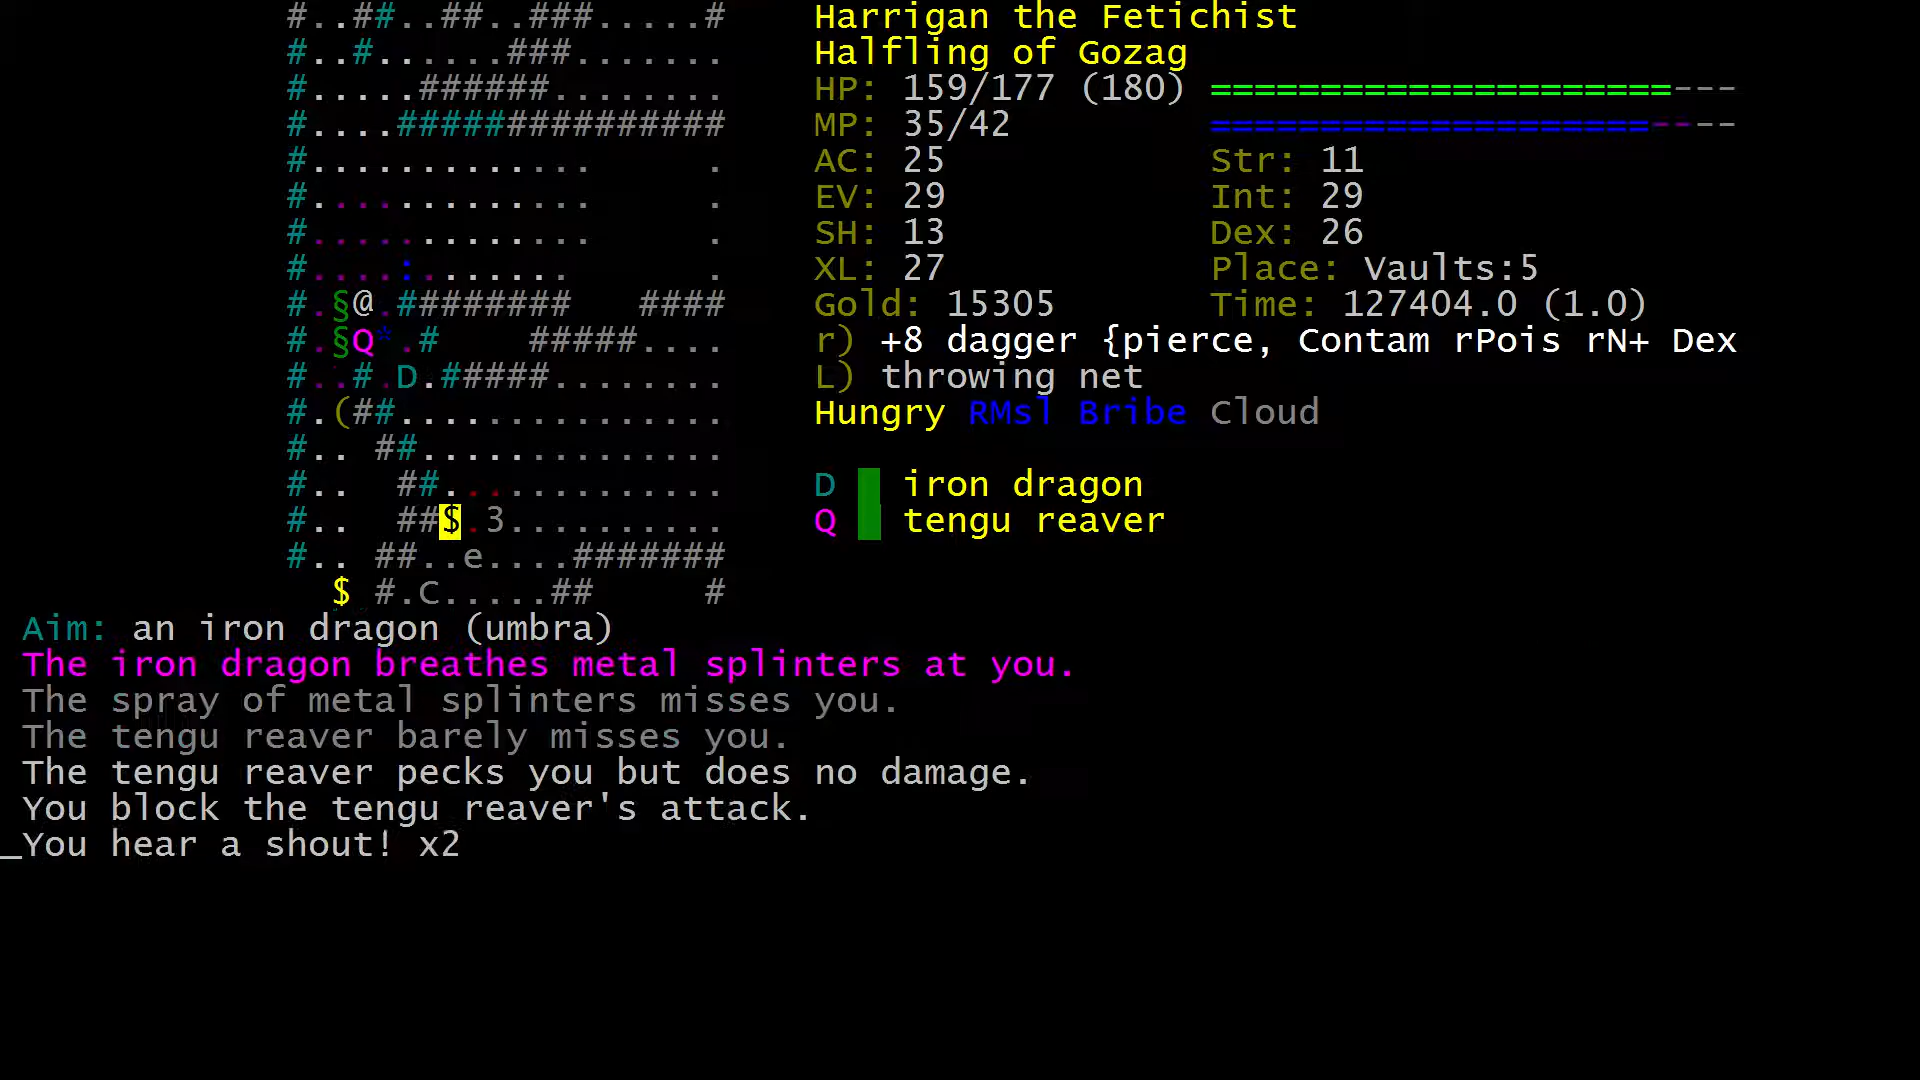 #..##..##..###.....# Harrigan the Fetichist
#..#......###....... Halfling of Gozag
#.....######........ HP: 159/177 (180) =====================---
#....############### MP: 35/42 ====================----
#............. . AC: 25 Str: 11
#............. . EV: 29 Int: 29
#............. . SH: 13 Dex: 26
#....:....... . XL: 27 Place: Vaults:5
#.§@.######## #### Gold: 15305 Time: 127404.0 (1.0)
#.§Q*.# #####.... r) +8 dagger {pierce, Contam rPois rN+ Dex
#..#.D.#####........ L) throwing net
#.(##............... Hungry RMsl Bribe Cloud
#.. ##..............
#.. ##............. D iron dragon
#.. ##$.3.......... Q tengu reaver
#.. ##..e....#######
$ #.C.....## #
Aim: an iron dragon (umbra)
The iron dragon breathes metal splinters at you.
The spray of metal splinters misses you.
The tengu reaver barely misses you.
The tengu reaver pecks you but does no damage.
You block the tengu reaver's attack.
_You hear a shout! x2